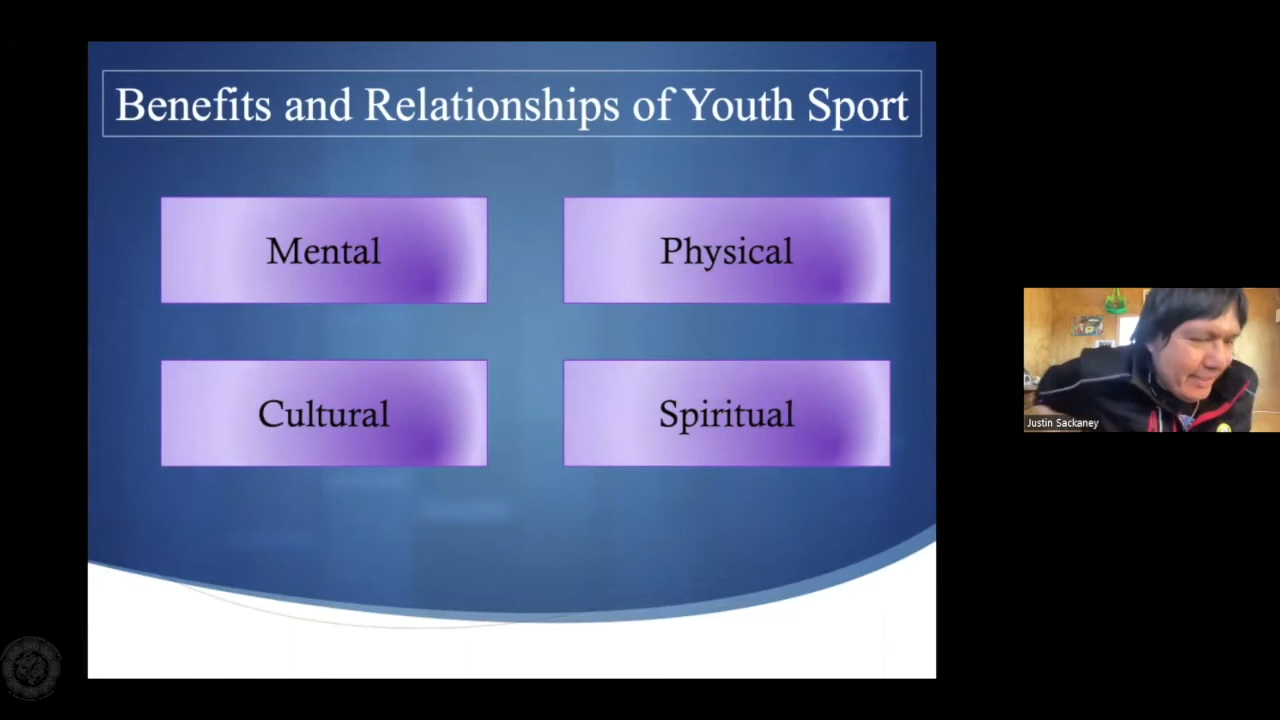 Benefits and Relationships of Youth Sport
Mental
Physical
Cultural
Spiritual
Justin Sackaney